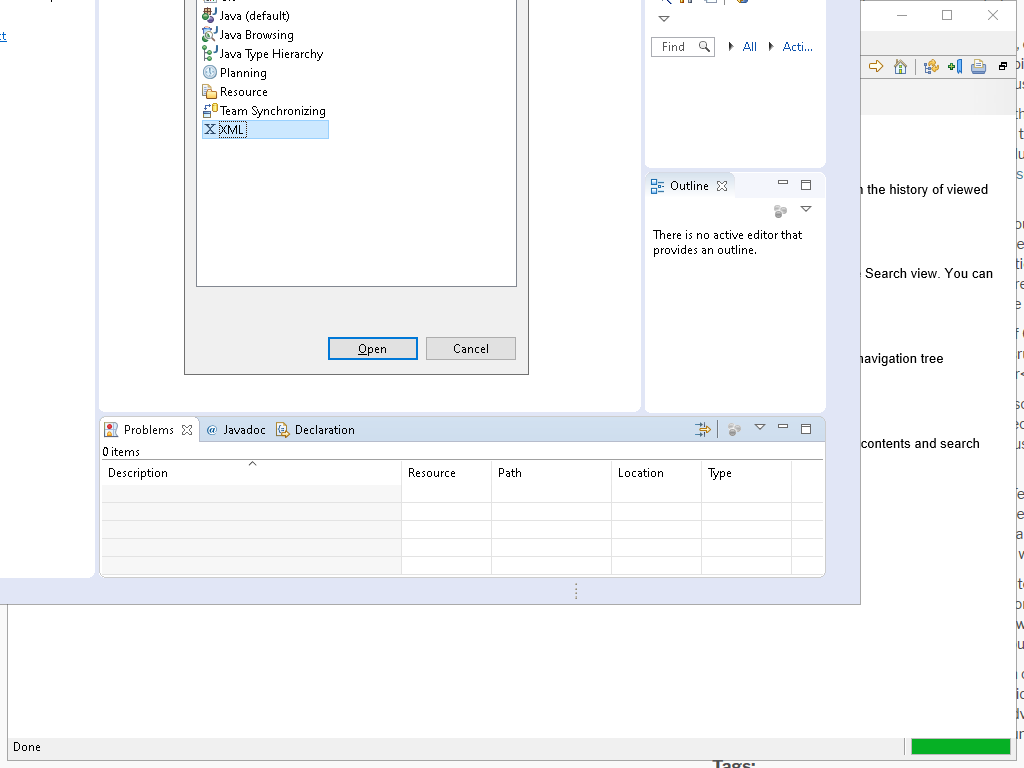 Java (default)
Java Browsing
Java Type Hierarchy
Planning
Resource
Team Synchronizing
XML
Open
Cancel
Find
All
Acti...
Outline
There is no active editor that
provides an outline.
the history of viewed
Search view. You can
navigation tree
contents and search
Problems
@ Javadoc
Declaration
0 items
Description
Resource
Path
Location
Type
Done
Tags: